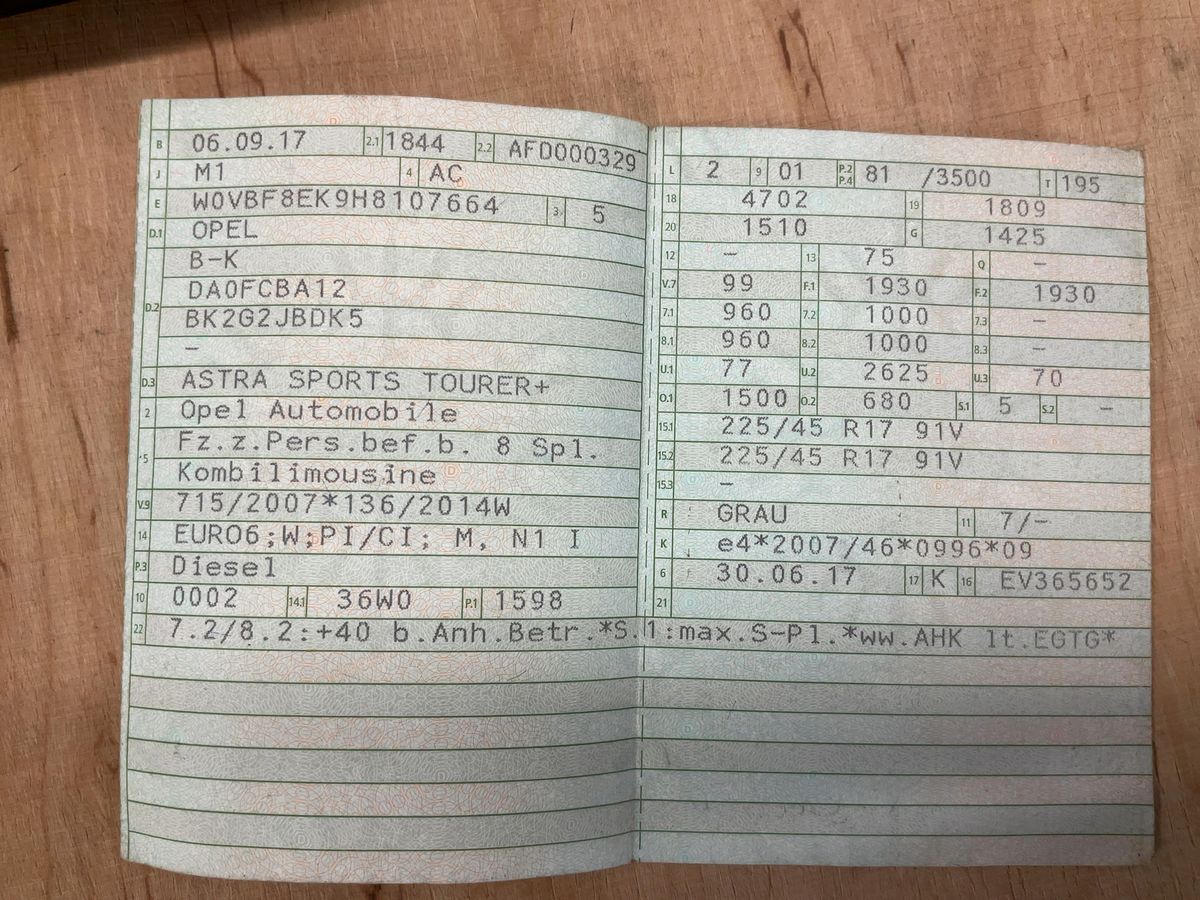 B 06.09.17 2.1 1844 2.2 AFD000329
J M1 4 AC
E W0VBF8EK9H8107664 3 5
D.1 OPEL
B-K
D.2 DA0FCBA12
BK2G2JBDK5
–
D.3 ASTRA SPORTS TOURER+
2 Opel Automobile
5 Fz.z.Pers.bef.b. 8 Spl.
Kombilimousine
V.9 715/2007*136/2014W
14 EURO6;W;PI/CI; M, N1 I
P.3 Diesel
10 0002 14.1 36W0 P.1 1598
L 2 9 01 P.2 P.4 81 /3500 T 195
18 4702 19 1809
20 1510 G 1425
12 – 13 75 Q –
V.7 99 F.1 1930 F.2 1930
7.1 960 7.2 1000 7.3 –
8.1 960 8.2 1000 8.3 –
U.1 77 U.2 2625 U.3 70
O.1 1500 O.2 680 S.1 5 S.2 –
15.1 225/45 R17 91V
15.2 225/45 R17 91V
15.3 –
R GRAU 11 7/–
K e4*2007/46*0996*09
6 30.06.17 17 K 16 EV365652
21
22 7.2/8.2:+40 b.Anh.Betr.*S.1:max.S-Pl.*ww.AHK lt.EGTG*